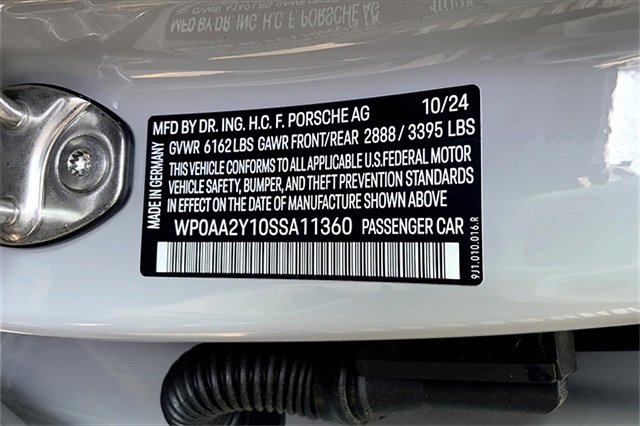 MADE IN GERMANY
MFD BY DR. ING. H.C. F. PORSCHE AG 10/24
GVWR 6162 LBS GAWR FRONT/REAR 2888 / 3395 LBS
THIS VEHICLE CONFORMS TO ALL APPLICABLE U.S. FEDERAL MOTOR
VEHICLE SAFETY, BUMPER, AND THEFT PREVENTION STANDARDS
IN EFFECT ON THE DATE OF MANUFACTURE SHOWN ABOVE
WP0AA2Y10SSA11360 PASSENGER CAR
9J1.010.016.R